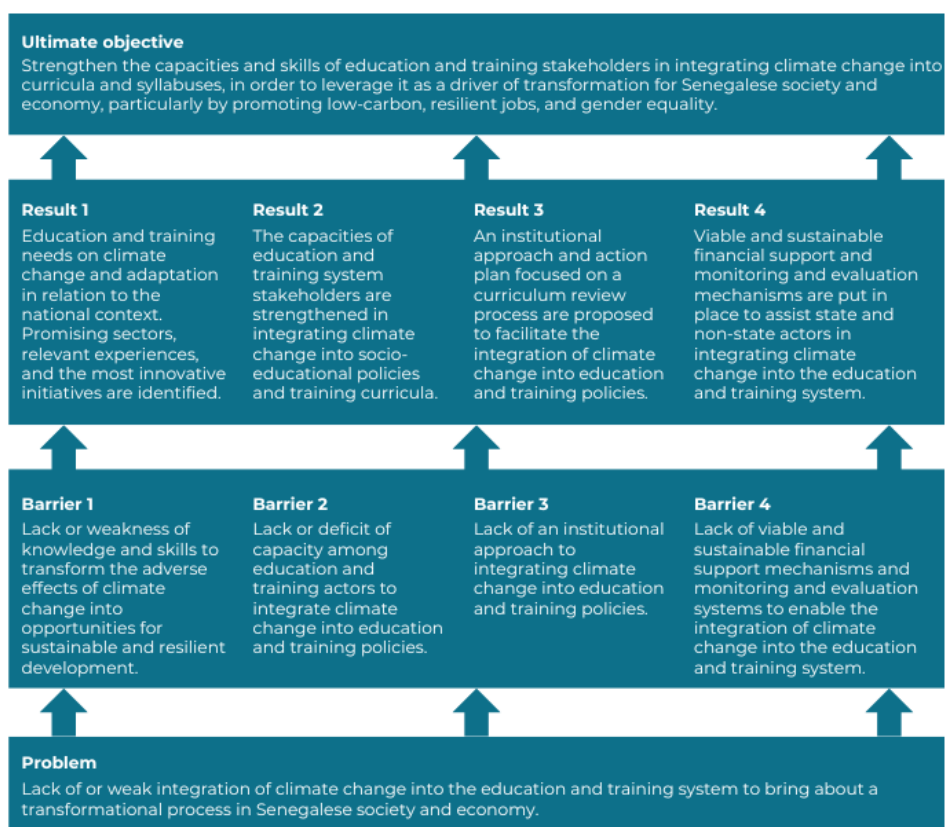 Ultimate objective
Strengthen the capacities and skills of education and training stakeholders in integrating climate change into
curricula and syllabuses, in order to leverage it as a driver of transformation for Senegalese society and
economy, particularly by promoting low-carbon, resilient jobs, and gender equality.
Result 1
Education and training
needs on climate
change and adaptation
in relation to the
national context.
Promising sectors,
relevant experiences,
and the most innovative
initiatives are identified.
Result 2
The capacities of
education and
training system
stakeholders are
strengthened in
integrating climate
change into socio-
educational policies
and training curricula.
Result 3
An institutional
approach and action
plan focused on a
curriculum review
process are proposed
to facilitate the
integration of climate
change into education
and training policies.
Result 4
Viable and sustainable
financial support and
monitoring and evaluation
mechanisms are put in
place to assist state and
non-state actors in
integrating climate
change into the education
and training system.
Barrier 1
Lack or weakness of
knowledge and skills to
transform the adverse
effects of climate
change into
opportunities for
sustainable and resilient
development.
Barrier 2
Lack or deficit of
capacity among
education and
training actors to
integrate climate
change into education
and training policies.
Barrier 3
Lack of an institutional
approach to
integrating climate
change into education
and training policies.
Barrier 4
Lack of viable and
sustainable financial
support mechanisms and
monitoring and evaluation
systems to enable the
integration of climate
change into the education
and training system.
Problem
Lack of or weak integration of climate change into the education and training system to bring about a
transformational process in Senegalese society and economy.